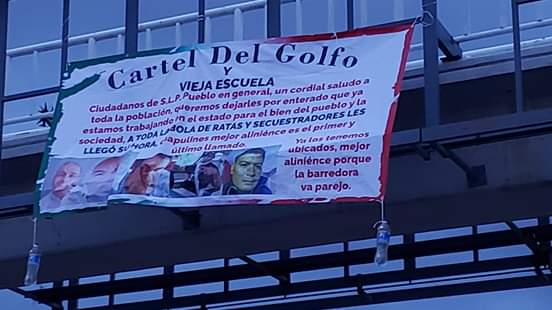 Cartel Del Golfo
Y
VIEJA ESCUELA
Ciudadanos de S.L.P. Pueblo en general, un cordial saludo a
toda la población, queremos dejarles por enterado que ya
estamos trabajando en el estado para el bien del pueblo y la
sociedad, A TODA LA BOLA DE RATAS Y SECUESTRADORES LES
LLEGÓ SU HORA, mejor aliniénce es el primer y
último llamado.
Ya los tenemos
ubicados, mejor
aliniénce porque
la barredora
va parejo.